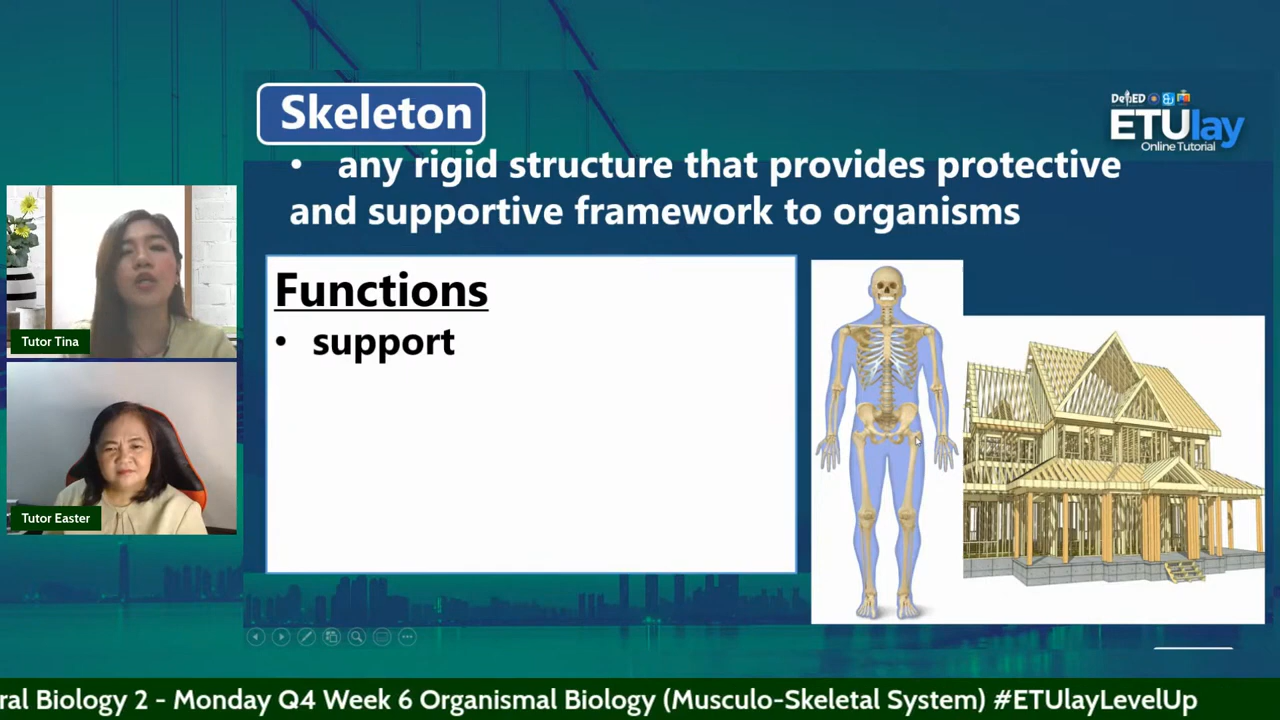 Skeleton
• any rigid structure that provides protective
and supportive framework to organisms
DepED
ETUlay
Online Tutorial
Functions
• support
Tutor Tina
Tutor Easter
ral Biology 2 - Monday Q4 Week 6 Organismal Biology (Musculo-Skeletal System) #ETUlayLevelUp